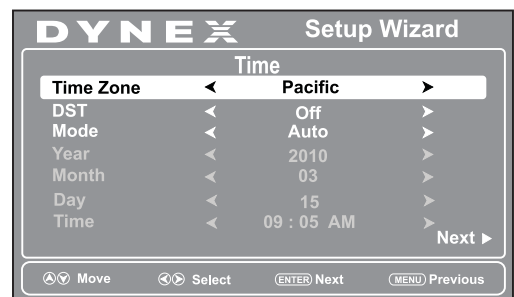 DYNEX Setup Wizard
Time
Time Zone Pacific
DST Off
Mode Auto
Year 2010
Month 03
Day 15
Time 09 : 05 AM
Next
Move Select ENTER Next MENU Previous